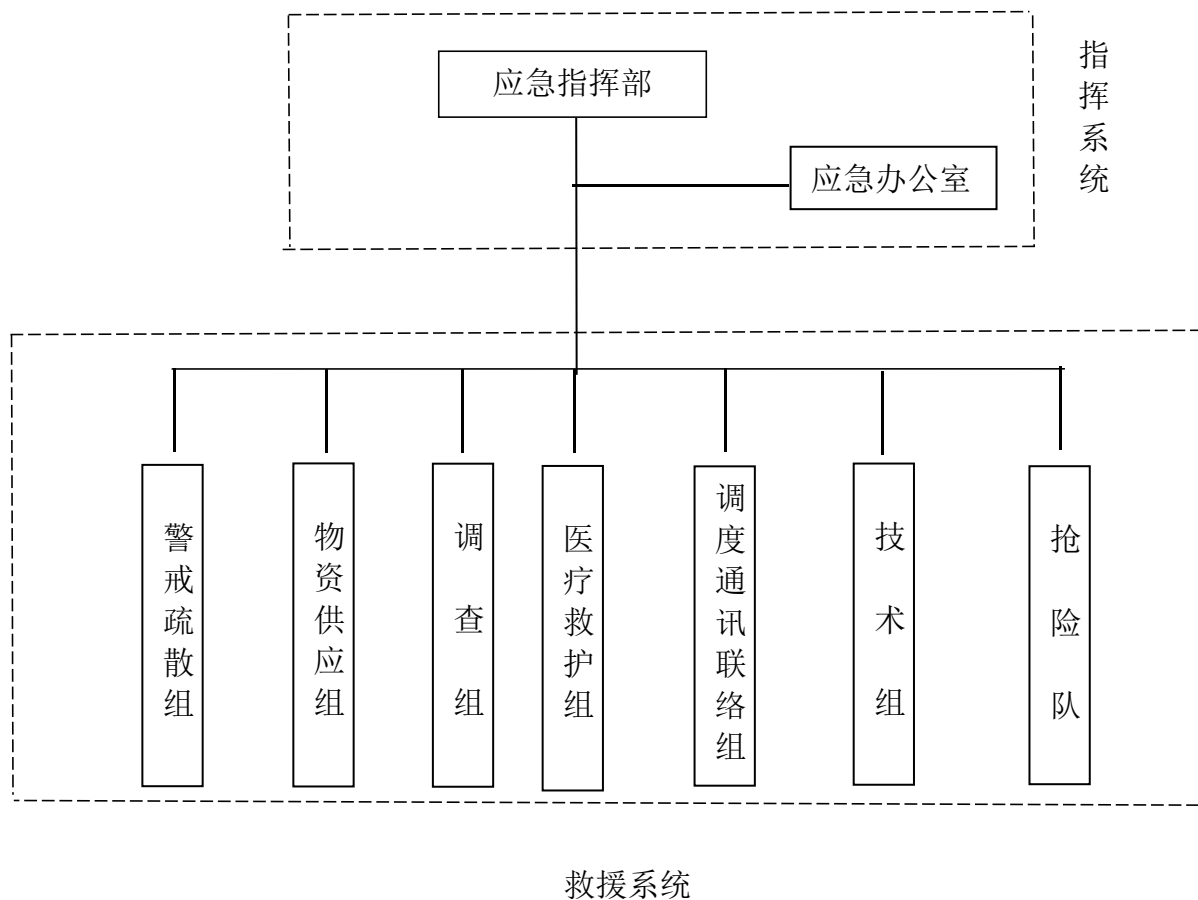 应急指挥部
指挥系统
应急办公室
警戒疏散组
物资供应组
调查组
医疗救护组
调度通讯联络组
技术组
抢险队
救援系统